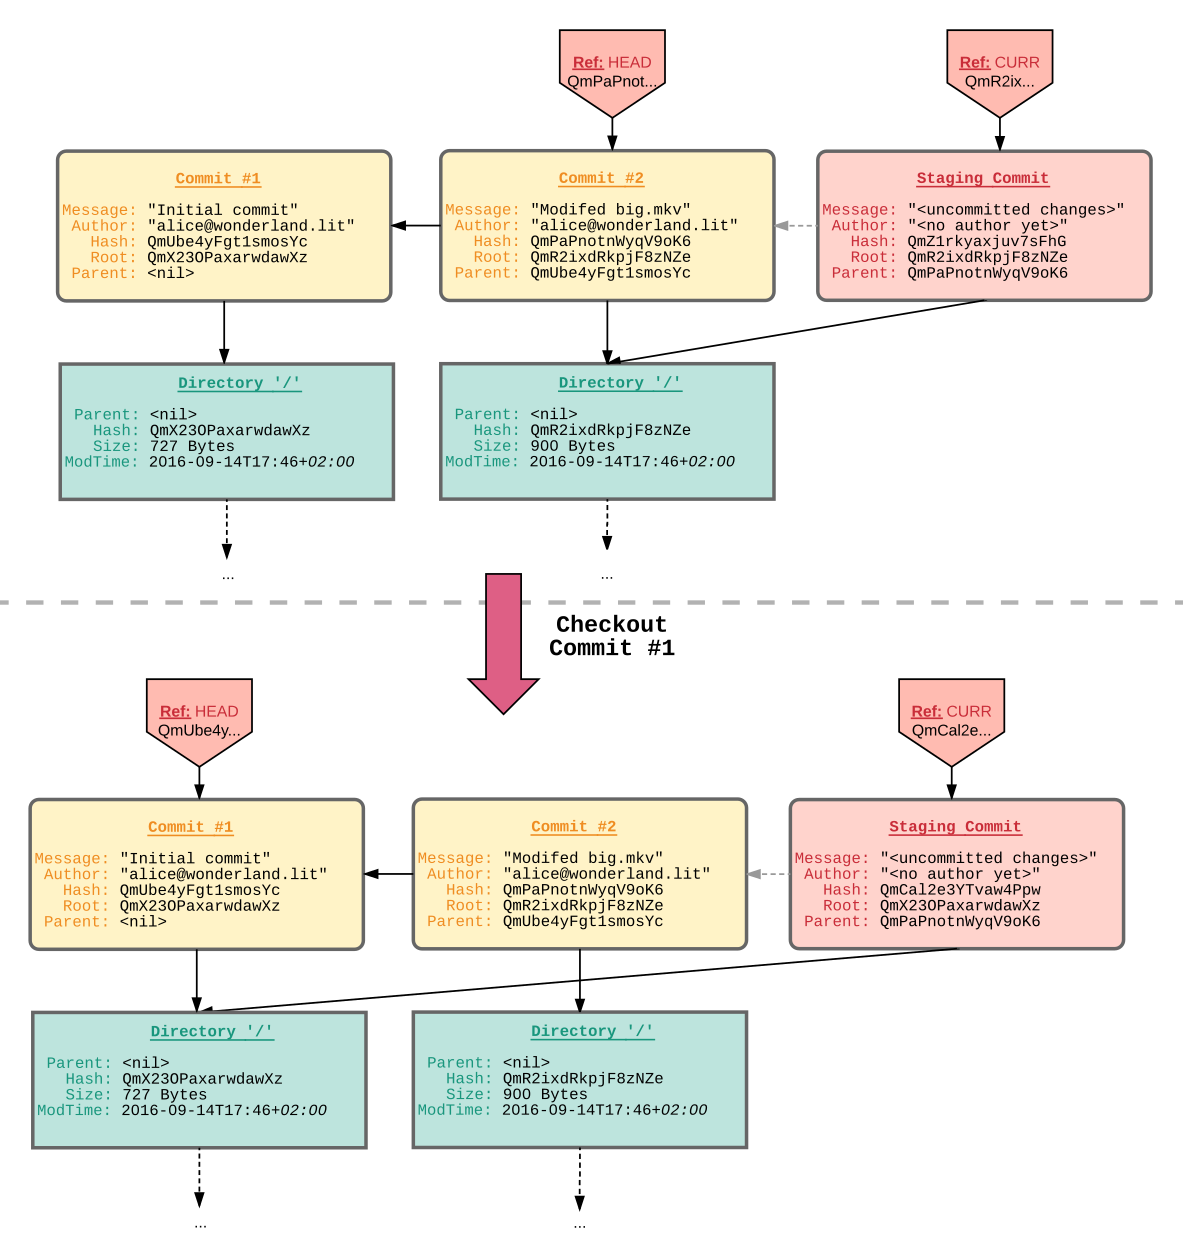 Ref: HEAD
QmPaPnot...
Ref: CURR
QmR2ix...
Commit #1
Message: "Initial commit"
Author: "alice@wonderland.lit"
Hash: QmUbe4yFgt1smosYc
Root: QmX23OPaxarwdawXz
Parent: <nil>
Commit #2
Message: "Modifed big.mkv"
Author: "alice@wonderland.lit"
Hash: QmPaPnotnWyqV9oK6
Root: QmR2ixdRkpjF8zNZe
Parent: QmUbe4yFgt1smosYc
Staging Commit
Message: "<uncommitted changes>"
Author: "<no author yet>"
Hash: QmZ1rkyaxjuv7sFhG
Root: QmR2ixdRkpjF8zNZe
Parent: QmPaPnotnWyqV9oK6
Directory '/'
Parent: <nil>
Hash: QmX23OPaxarwdawXz
Size: 727 Bytes
ModTime: 2016-09-14T17:46+02:00
...
Directory '/'
Parent: <nil>
Hash: QmR2ixdRkpjF8zNZe
Size: 900 Bytes
ModTime: 2016-09-14T17:46+02:00
...
Checkout
Commit #1
Ref: HEAD
QmUbe4y...
Ref: CURR
QmCal2e...
Commit #1
Message: "Initial commit"
Author: "alice@wonderland.lit"
Hash: QmUbe4yFgt1smosYc
Root: QmX23OPaxarwdawXz
Parent: <nil>
Commit #2
Message: "Modifed big.mkv"
Author: "alice@wonderland.lit"
Hash: QmPaPnotnWyqV9oK6
Root: QmR2ixdRkpjF8zNZe
Parent: QmUbe4yFgt1smosYc
Staging Commit
Message: "<uncommitted changes>"
Author: "<no author yet>"
Hash: QmCal2e3YTvaw4Ppw
Root: QmX23OPaxarwdawXz
Parent: QmPaPnotnWyqV9oK6
Directory '/'
Parent: <nil>
Hash: QmX23OPaxarwdawXz
Size: 727 Bytes
ModTime: 2016-09-14T17:46+02:00
...
Directory '/'
Parent: <nil>
Hash: QmR2ixdRkpjF8zNZe
Size: 900 Bytes
ModTime: 2016-09-14T17:46+02:00
...